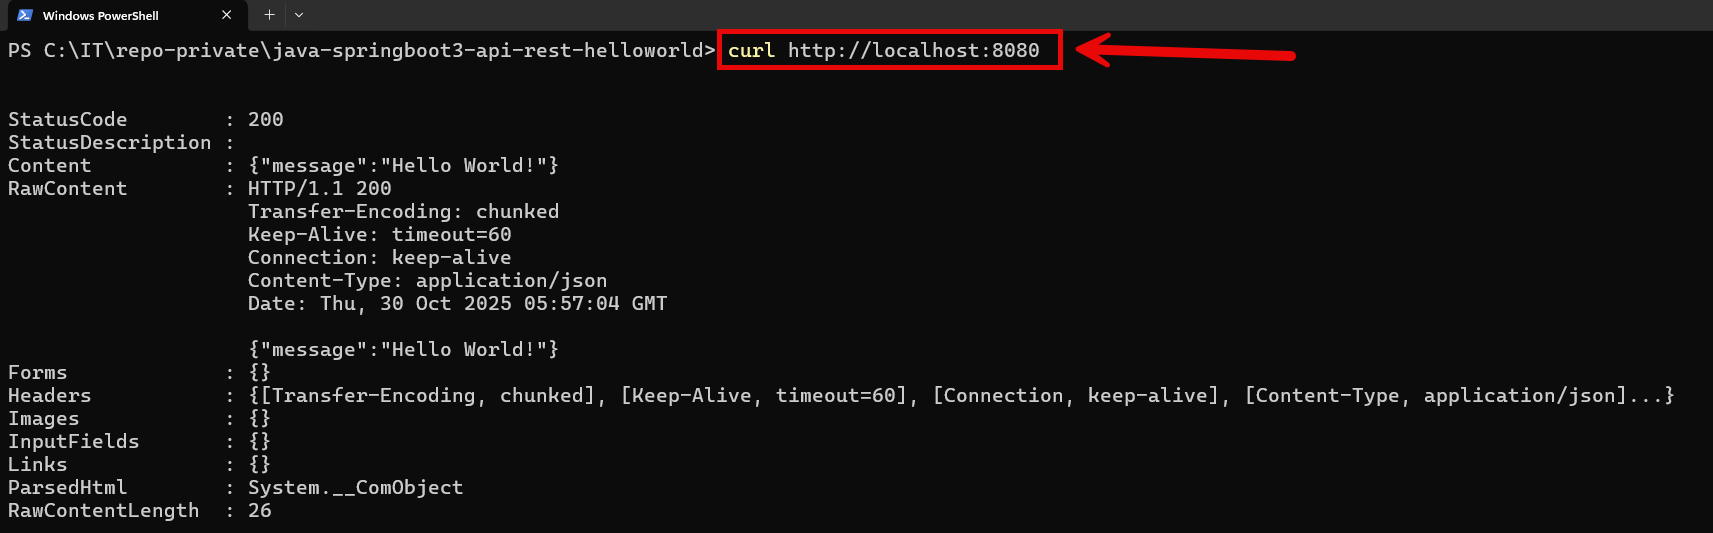 Windows PowerShell
PS C:\IT\repo-private\java-springboot3-api-rest-helloworld> curl http://localhost:8080
StatusCode        : 200
StatusDescription :
Content           : {"message":"Hello World!"}
RawContent        : HTTP/1.1 200
                    Transfer-Encoding: chunked
                    Keep-Alive: timeout=60
                    Connection: keep-alive
                    Content-Type: application/json
                    Date: Thu, 30 Oct 2025 05:57:04 GMT
                    {"message":"Hello World!"}
Forms             : {}
Headers           : {[Transfer-Encoding, chunked], [Keep-Alive, timeout=60], [Connection, keep-alive], [Content-Type, application/json]...}
Images            : {}
InputFields       : {}
Links             : {}
ParsedHtml        : System.__ComObject
RawContentLength  : 26